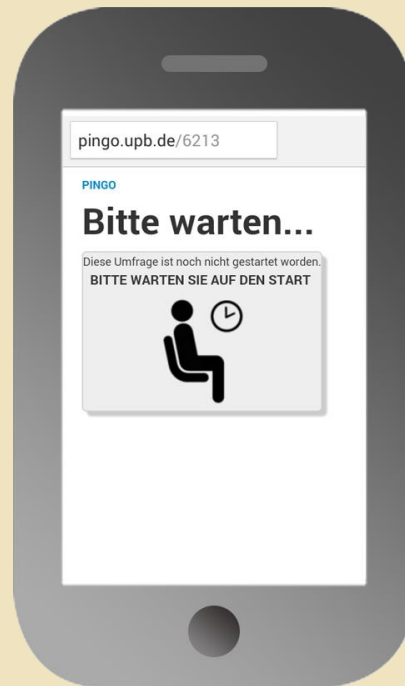 pingo.upb.de/6213
PINGO
Bitte warten...
Diese Umfrage ist noch nicht gestartet worden.
BITTE WARTEN SIE AUF DEN START